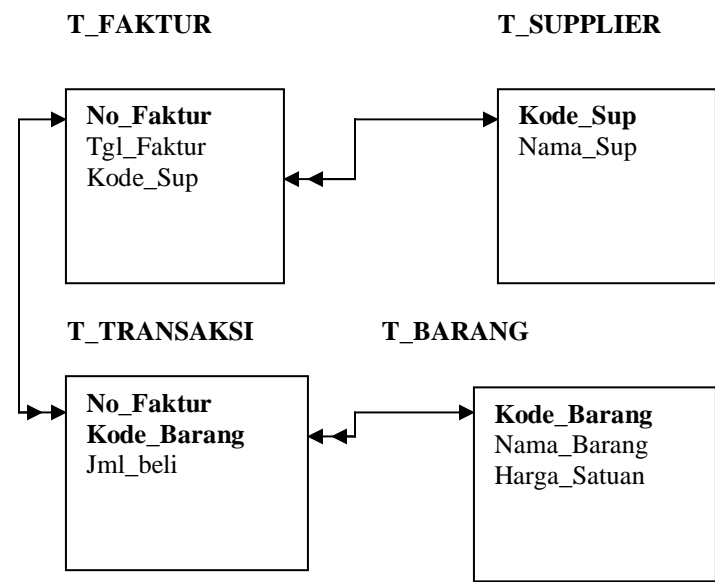 T_FAKTUR
T_SUPPLIER
No_Faktur
Tgl_Faktur
Kode_Sup
Kode_Sup
Nama_Sup
T_TRANSAKSI
T_BARANG
No_Faktur
Kode_Barang
Jml_beli
Kode_Barang
Nama_Barang
Harga_Satuan